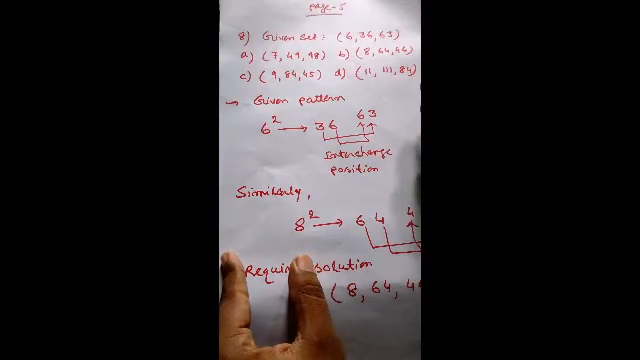 page-5
8) Given set: (6, 36, 63)
a) (7, 49, 98) b) (8, 64, 46)
c) (9, 84, 45) d) (11, 111, 84)
→ Given pattern
6² → 36 63
Interchange
position
Similarly,
8² → 64 4
Requi solution
(8, 64, 4